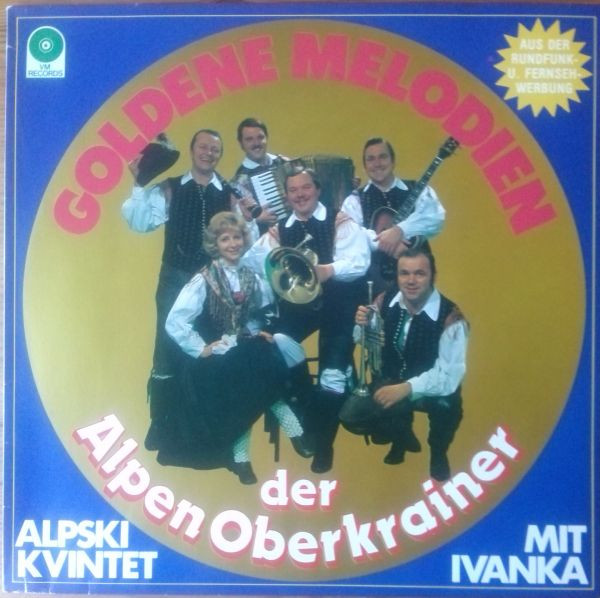 VM
RECORDS
GOLDENE MELODIEN
AUS DER
RUNDFUNK-
U. FERNSEH-
WERBUNG
der
Alpen Oberkrainer
ALPSKI
KVINTET
MIT
IVANKA